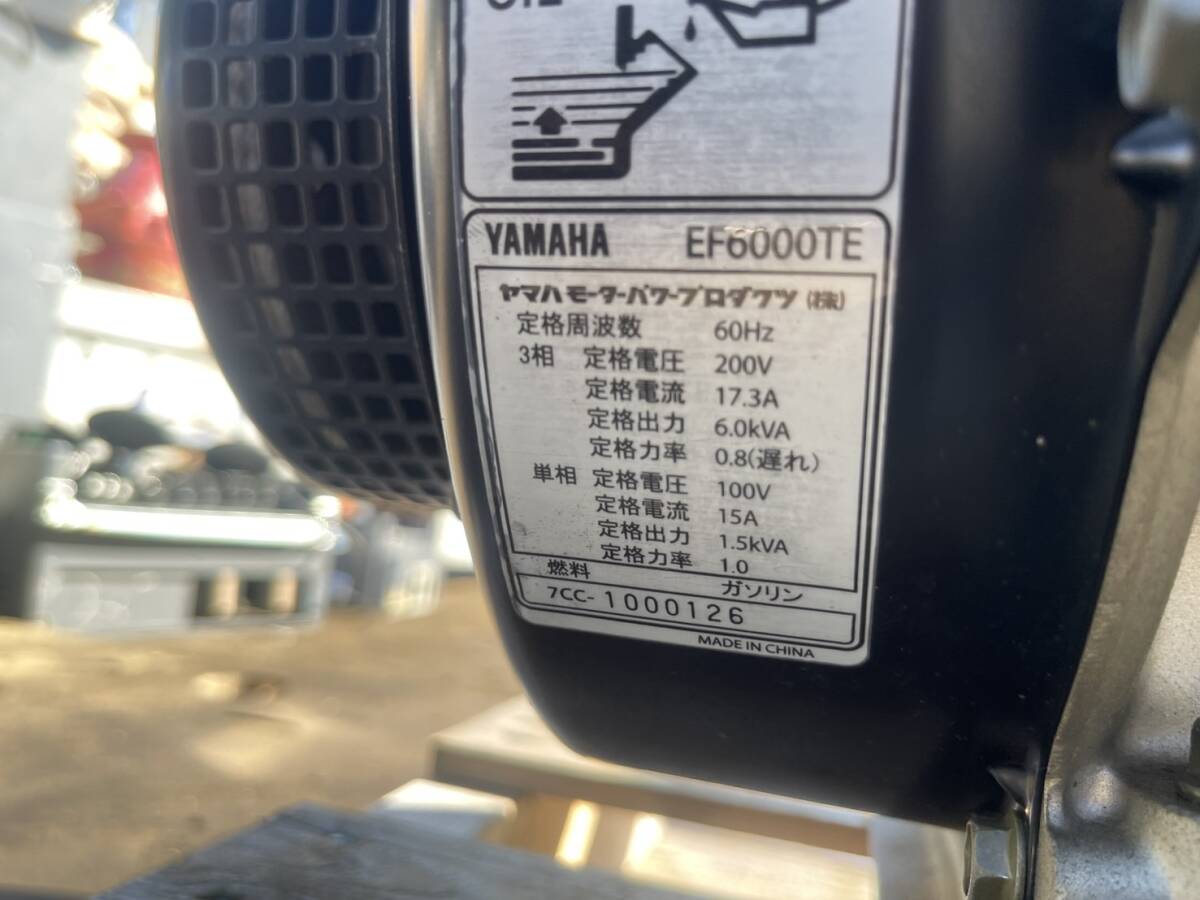 YAMAHA EF6000TE
ヤマハモーターパワープロダクツ(株)
定格周波数 60Hz
3相 定格電圧 200V
定格電流 17.3A
定格出力 6.0kVA
定格力率 0.8(遅れ)
単相 定格電圧 100V
定格電流 15A
定格出力 1.5kVA
定格力率 1.0
燃料 ガソリン
7CC-1000126
MADE IN CHINA